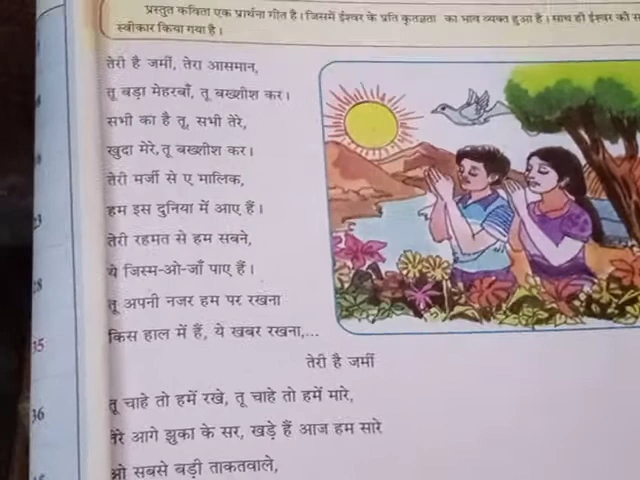 प्रस्तुत कविता एक प्रार्थना गीत है। जिसमें ईश्वर के प्रति कृतज्ञता का भाव व्यक्त हुआ है। साथ ही ईश्वर की
स्वीकार किया गया है।
तेरी है जमीं, तेरा आसमान,
तू बड़ा मेहरबाँ, तू बख्शीश कर।
सभी का है तू, सभी तेरे,
खुदा मेरे, तू बख्शीश कर।
तेरी मर्जी से ए मालिक,
हम इस दुनिया में आए हैं।
तेरी रहमत से हम सबने,
ये जिस्म-ओ-जाँ पाए हैं।
तू अपनी नजर हम पर रखना
किस हाल में हैं, ये खबर रखना,...
तेरी है जमीं
तू चाहे तो हमें रखे, तू चाहे तो हमें मारे,
तेरे आगे झुका के सर, खड़े हैं आज हम सारे
ओ सबसे बड़ी ताकतवाले,
35
36